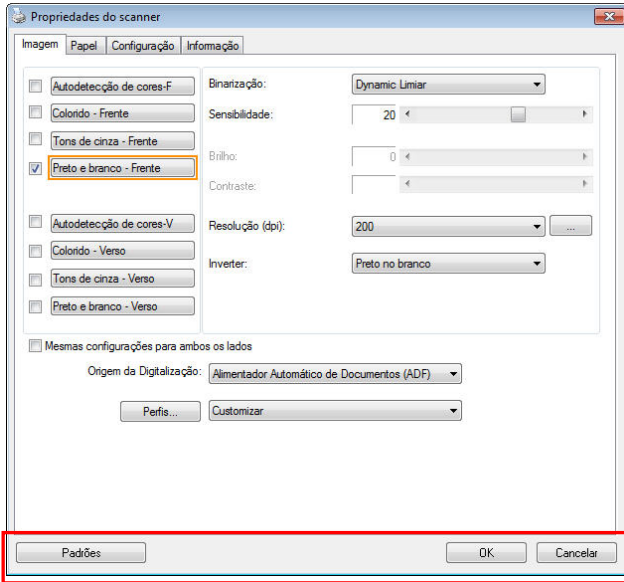 Propriedades do scanner
Imagem Papel Configuração Informação
Autodetecção de cores-F
Colorido - Frente
Tons de cinza - Frente
Preto e branco - Frente
Autodetecção de cores-V
Colorido - Verso
Tons de cinza - Verso
Preto e branco - Verso
Binarização: Dynamic Limiar
Sensibilidade: 20
Brilho: 0
Contraste:
Resolução (dpi): 200 ...
Inverter: Preto no branco
Mesmas configurações para ambos os lados
Origem da Digitalização: Alimentador Automático de Documentos (ADF)
Perfis... Customizar
Padrões OK Cancelar